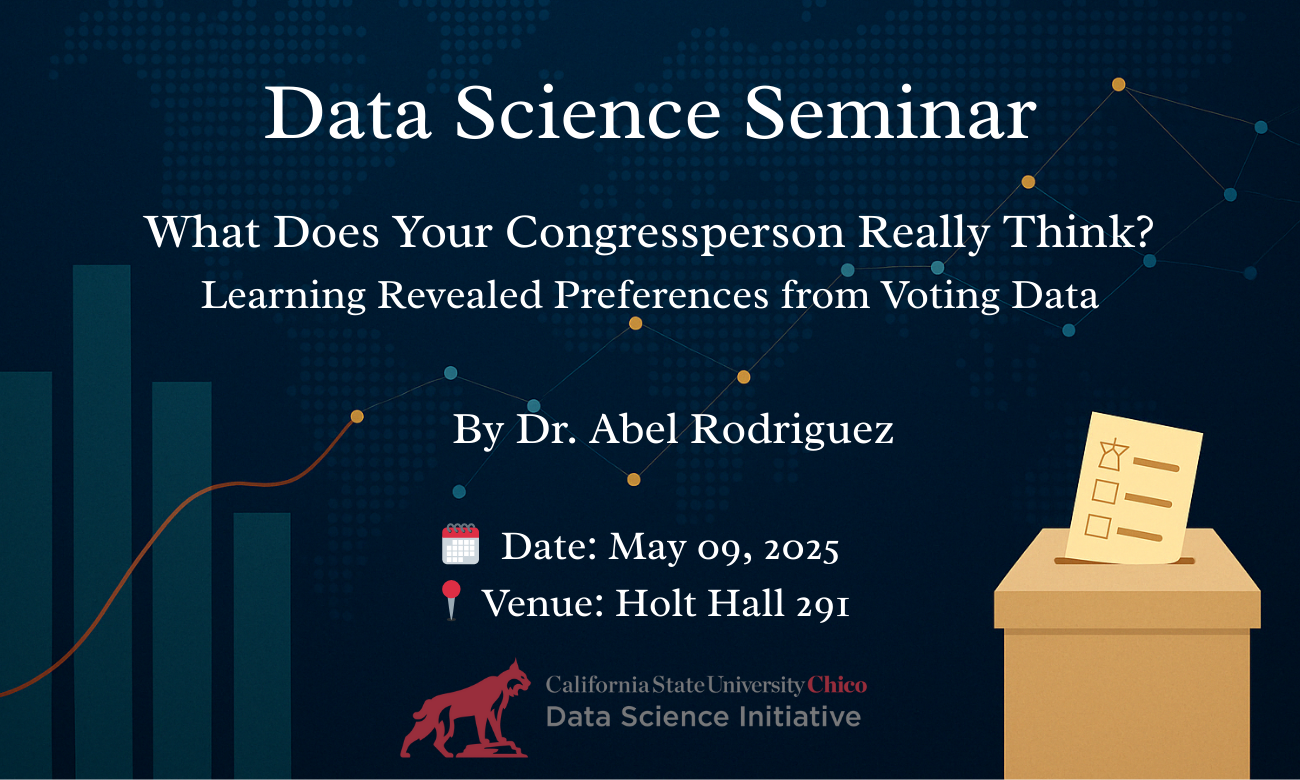 Data Science Seminar
What Does Your Congressperson Really Think?
Learning Revealed Preferences from Voting Data
By Dr. Abel Rodriguez
Date: May 09, 2025
Venue: Holt Hall 291
California State University Chico
Data Science Initiative